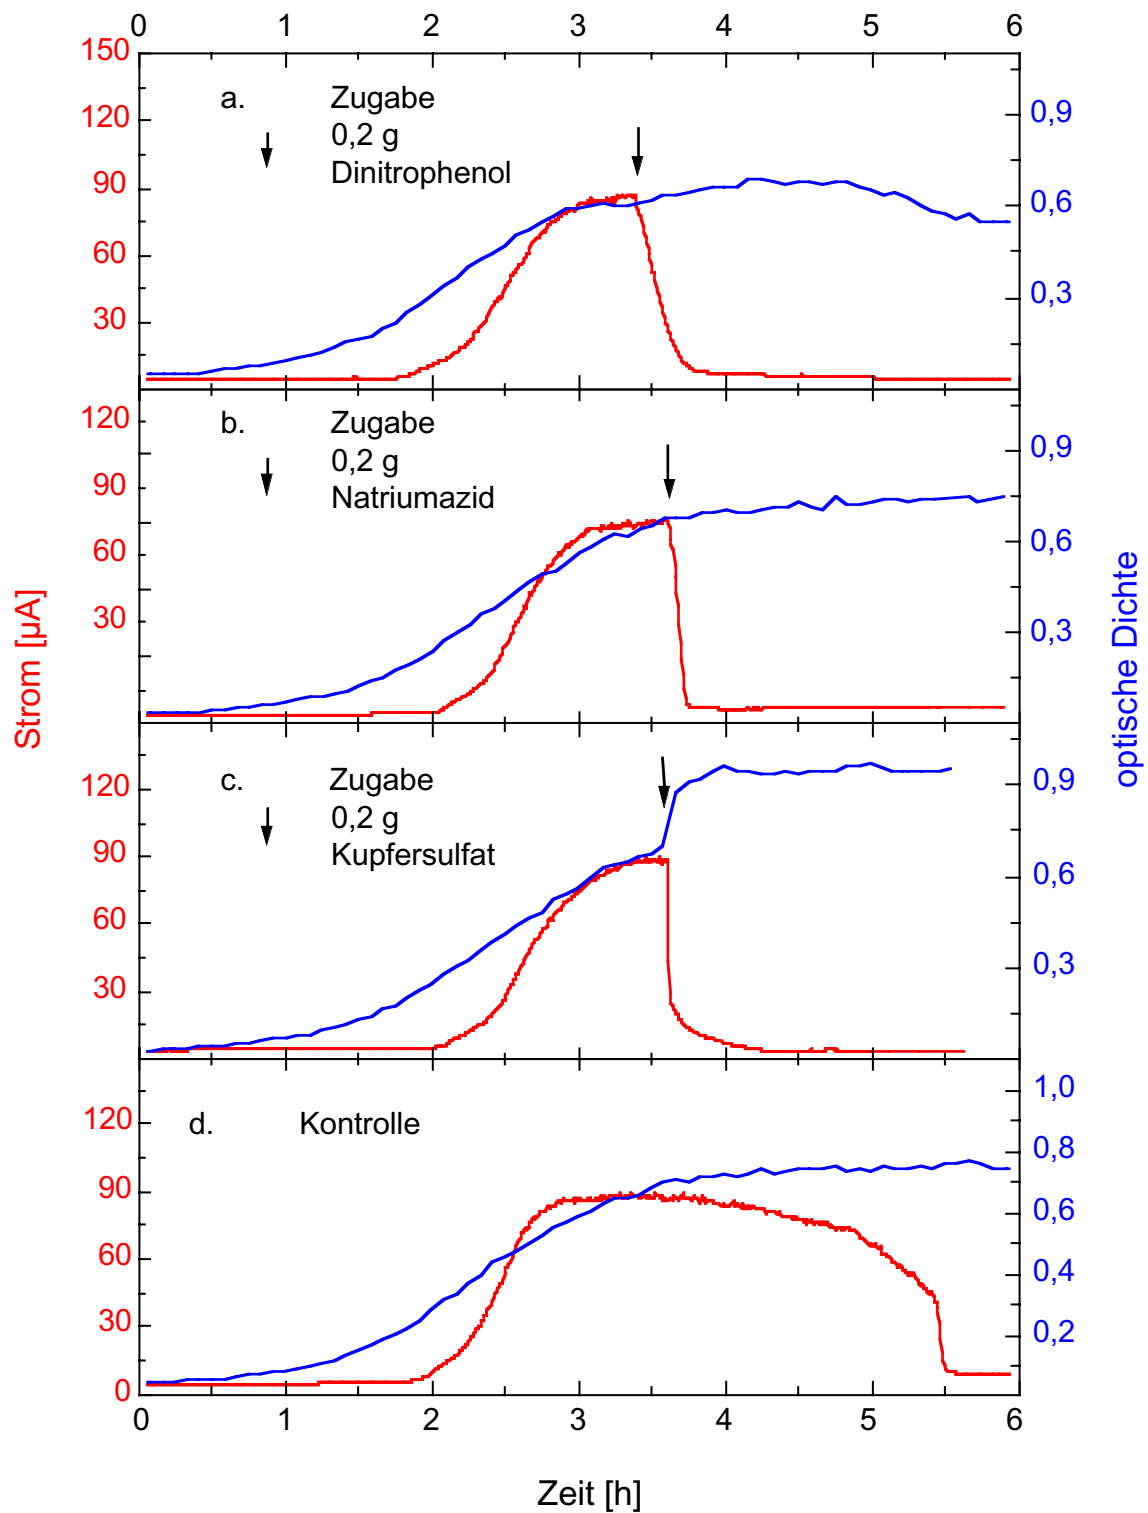 0 1 2 3 4 5 6
150
a. Zugabe
120 0,9
0,2 g
Dinitrophenol
90 0,6
60
30 0,3
120 b. Zugabe
0,9
0,2 g
90 Natriumazid
60 0,6
30 0,3
Strom [µA]
optische Dichte
120 c. Zugabe 0,9
0,2 g
90 Kupfersulfat
0,6
60
30 0,3
1,0
120 d. Kontrolle
0,8
90 0,6
60 0,4
30 0,2
0
0 1 2 3 4 5 6
Zeit [h]